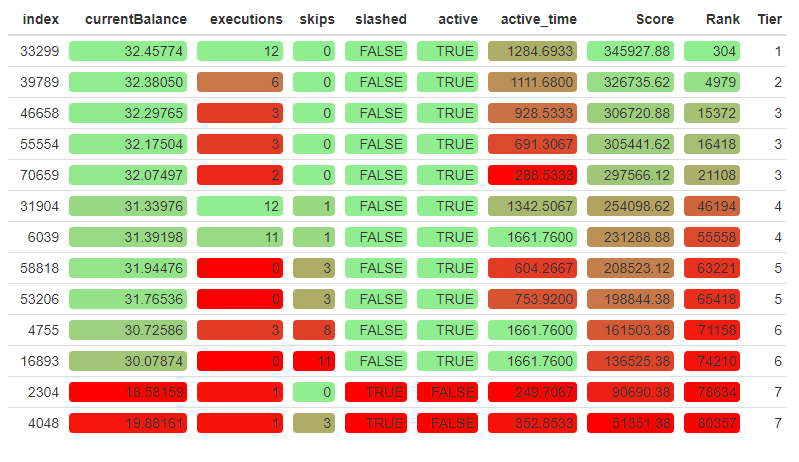 index currentBalance executions skips slashed active active_time Score Rank Tier
33299 32.45774 12 0 FALSE TRUE 1284.6933 345927.88 304 1
39789 32.38050 6 0 FALSE TRUE 1111.6800 326735.62 4979 2
46658 32.29765 3 0 FALSE TRUE 928.5333 306720.88 15372 3
55554 32.17504 3 0 FALSE TRUE 691.3067 305441.62 16418 3
70659 32.07497 2 0 FALSE TRUE 288.5333 297566.12 21108 3
31904 31.33976 12 1 FALSE TRUE 1342.5067 254098.62 46194 4
6039 31.39198 11 1 FALSE TRUE 1661.7600 231288.88 55558 4
58818 31.94476 0 3 FALSE TRUE 604.2667 208523.12 63221 5
53206 31.76536 0 3 FALSE TRUE 753.9200 198844.38 65418 5
4755 30.72586 3 8 FALSE TRUE 1661.7600 161503.38 71158 6
16893 30.07874 0 11 FALSE TRUE 1661.7600 136525.38 74210 6
2304 18.58159 1 0 TRUE FALSE 249.7067 90690.38 78634 7
4048 19.88161 1 3 TRUE FALSE 352.8533 51351.38 80357 7